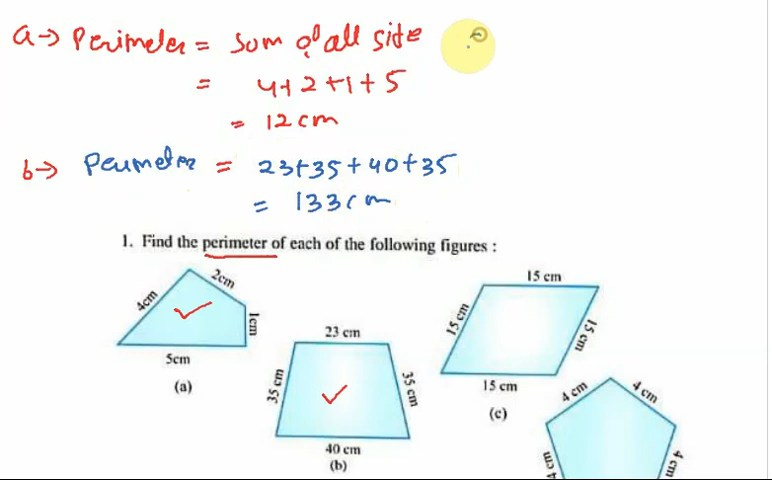 a→ Perimeter = Sum of all side
= 4+2+1+5
= 12cm
b→ Perimeter = 23+35+40+35
= 133cm
1. Find the perimeter of each of the following figures :
4cm
2cm
1cm
5cm
(a)
23 cm
35 cm
35 cm
40 cm
(b)
15 cm
15 cm
15 cm
15 cm
(c)
4 cm
4 cm
4 cm
4 cm